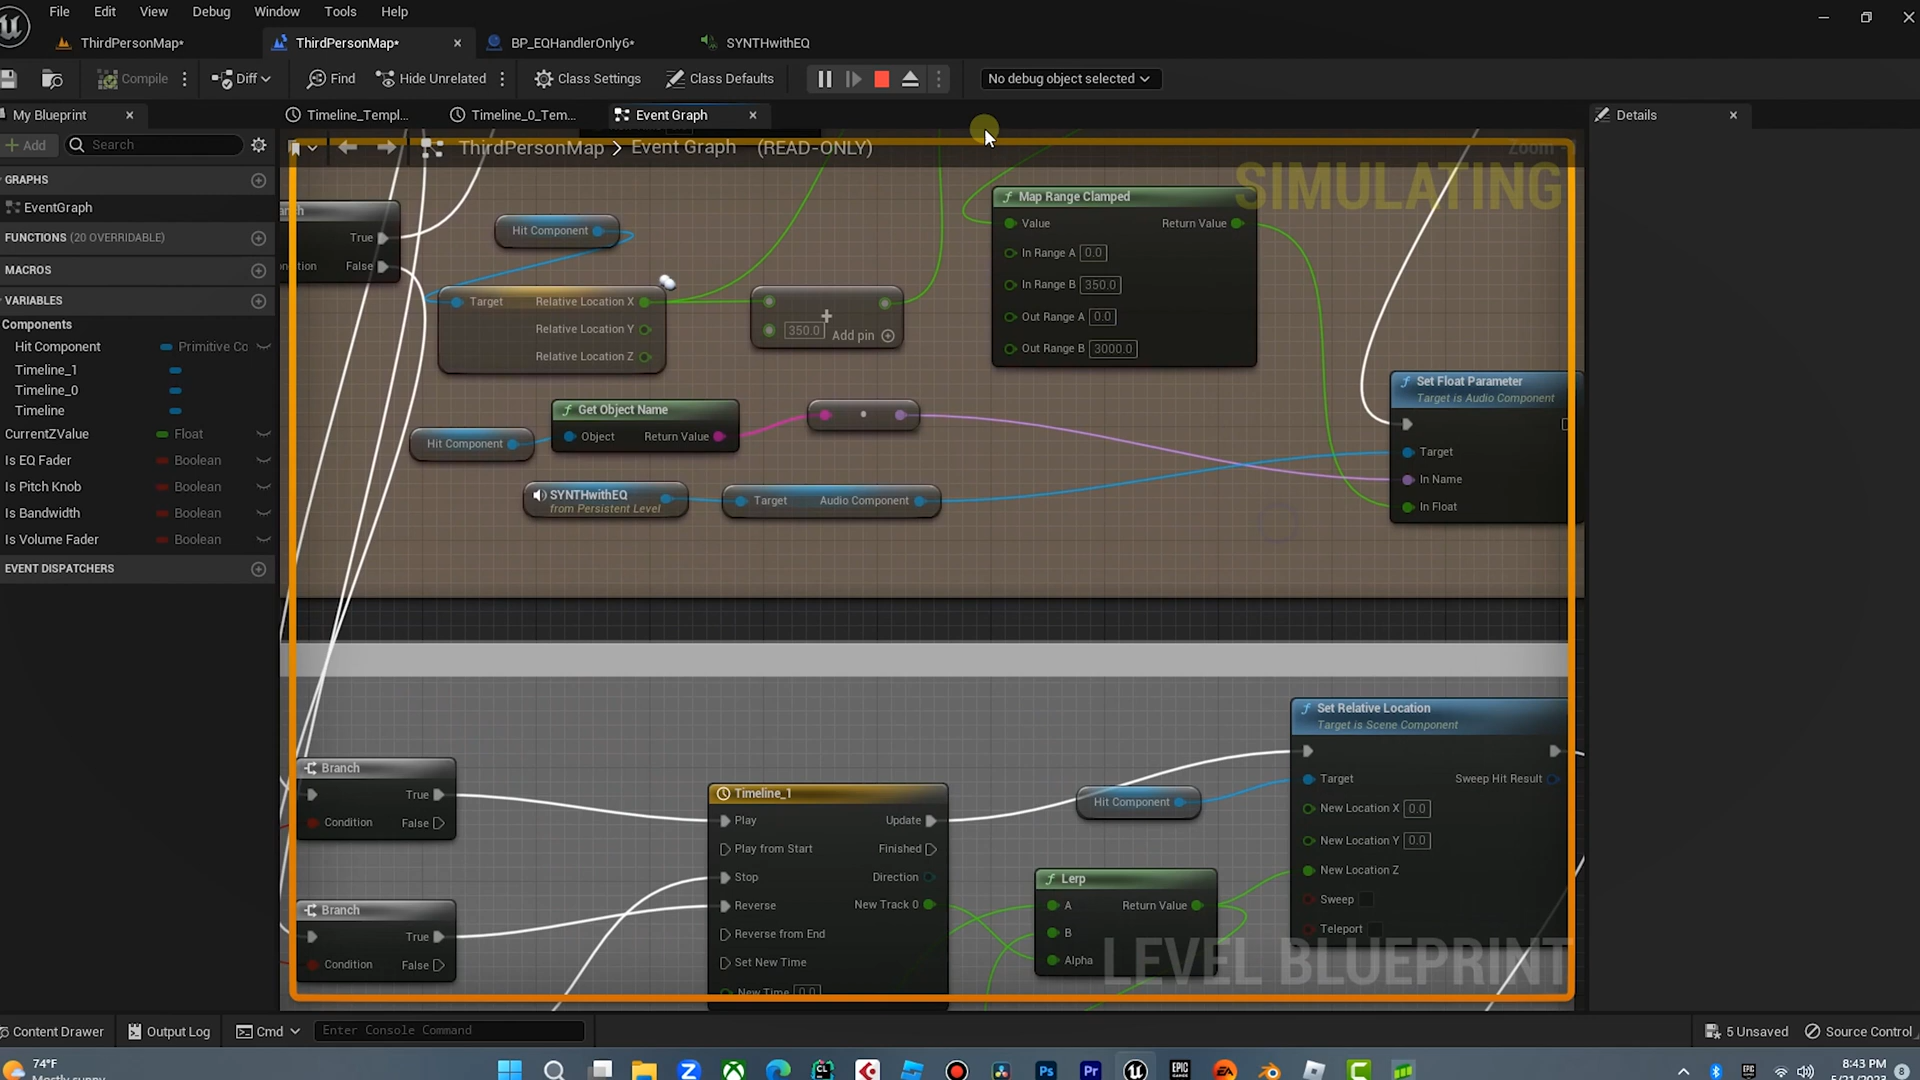 File Edit View Debug Window Tools Help
ThirdPersonMap* ThirdPersonMap* BP_EQHandlerOnly6* SYNTHwithEQ
Compile Diff Find Hide Unrelated Class Settings Class Defaults No debug object selected
My Blueprint Timeline_Templ... Timeline_0_Tem... Event Graph Details
Add Search
ThirdPersonMap > Event Graph (READ-ONLY)
SIMULATING
GRAPHS
EventGraph
FUNCTIONS (20 OVERRIDABLE)
MACROS
VARIABLES
Components
Hit Component Primitive Co
Timeline_1
Timeline_0
Timeline
CurrentZValue Float
Is EQ Fader Boolean
Is Pitch Knob Boolean
Is Bandwidth Boolean
Is Volume Fader Boolean
EVENT DISPATCHERS
True
False
Hit Component
Target Relative Location X
Relative Location Y
Relative Location Z
350.0 Add pin
Map Range Clamped
Value Return Value
In Range A 0.0
In Range B 350.0
Out Range A 0.0
Out Range B 3000.0
Hit Component
Get Object Name
Object Return Value
SYNTHwithEQ
from Persistent Level
Target Audio Component
Set Float Parameter
Target is Audio Component
Target
In Name
In Float
Branch
True
Condition False
Branch
True
Condition False
Timeline_1
Play Update
Play from Start Finished
Stop Direction
Reverse New Track 0
Reverse from End
Set New Time
New Time 0.0
Hit Component
Lerp
A Return Value
B
Alpha
Set Relative Location
Target is Scene Component
Target Sweep Hit Result
New Location X 0.0
New Location Y 0.0
New Location Z
Sweep
Teleport
LEVEL BLUEPRINT
Content Drawer Output Log Cmd Enter Console Command 5 Unsaved Source Control
74°F
Mostly sunny
8:43 PM